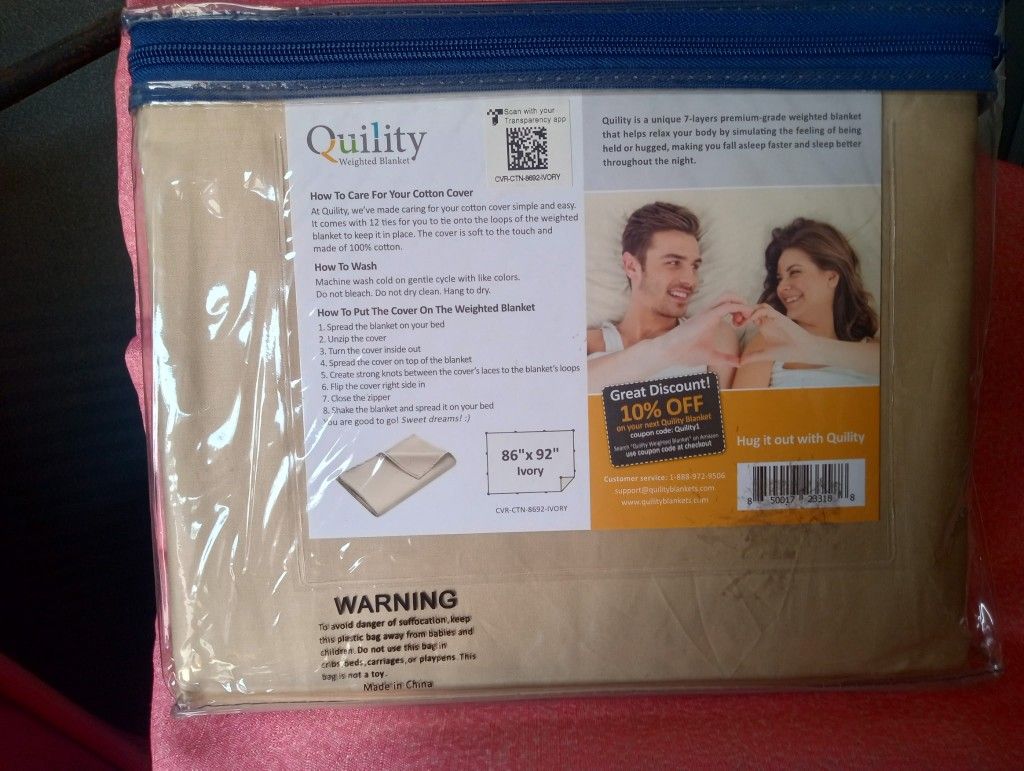 Quility
Weighted Blanket
Scan with your
Transparency app
CVR-CTN-8692-IVORY
How To Care For Your Cotton Cover
At Quility, we've made caring for your cotton cover simple and easy.
It comes with 12 ties for you to tie onto the loops of the weighted
blanket to keep it in place. The cover is soft to the touch and
made of 100% cotton.
How To Wash
Machine wash cold on gentle cycle with like colors.
Do not bleach. Do not dry clean. Hang to dry.
How To Put The Cover On The Weighted Blanket
1. Spread the blanket on your bed
2. Unzip the cover
3. Turn the cover inside out
4. Spread the cover on top of the blanket
5. Create strong knots between the cover's laces to the blanket's loops
6. Flip the cover right side in
7. Close the zipper
8. Shake the blanket and spread it on your bed
You are good to go! Sweet dreams! :)
86"x 92"
Ivory
CVR-CTN-8692-IVORY
Quility is a unique 7-layers premium-grade weighted blanket
that helps relax your body by simulating the feeling of being
held or hugged, making you fall asleep faster and sleep better
throughout the night.
Great Discount!
10% OFF
on your next Quility Blanket
coupon code: Quility1
Search "Quility Weighted Blanket" on Amazon
use coupon code at checkout
Hug it out with Quility
Customer service: 1-888-972-9506
support@quilityblankets.com
www.quilityblankets.com
8 50017 20318 8
WARNING
To avoid danger of suffocation, keep
this plastic bag away from babies and
children. Do not use this bag in
cribs, beds, carriages, or playpens. This
bag is not a toy.
Made in China